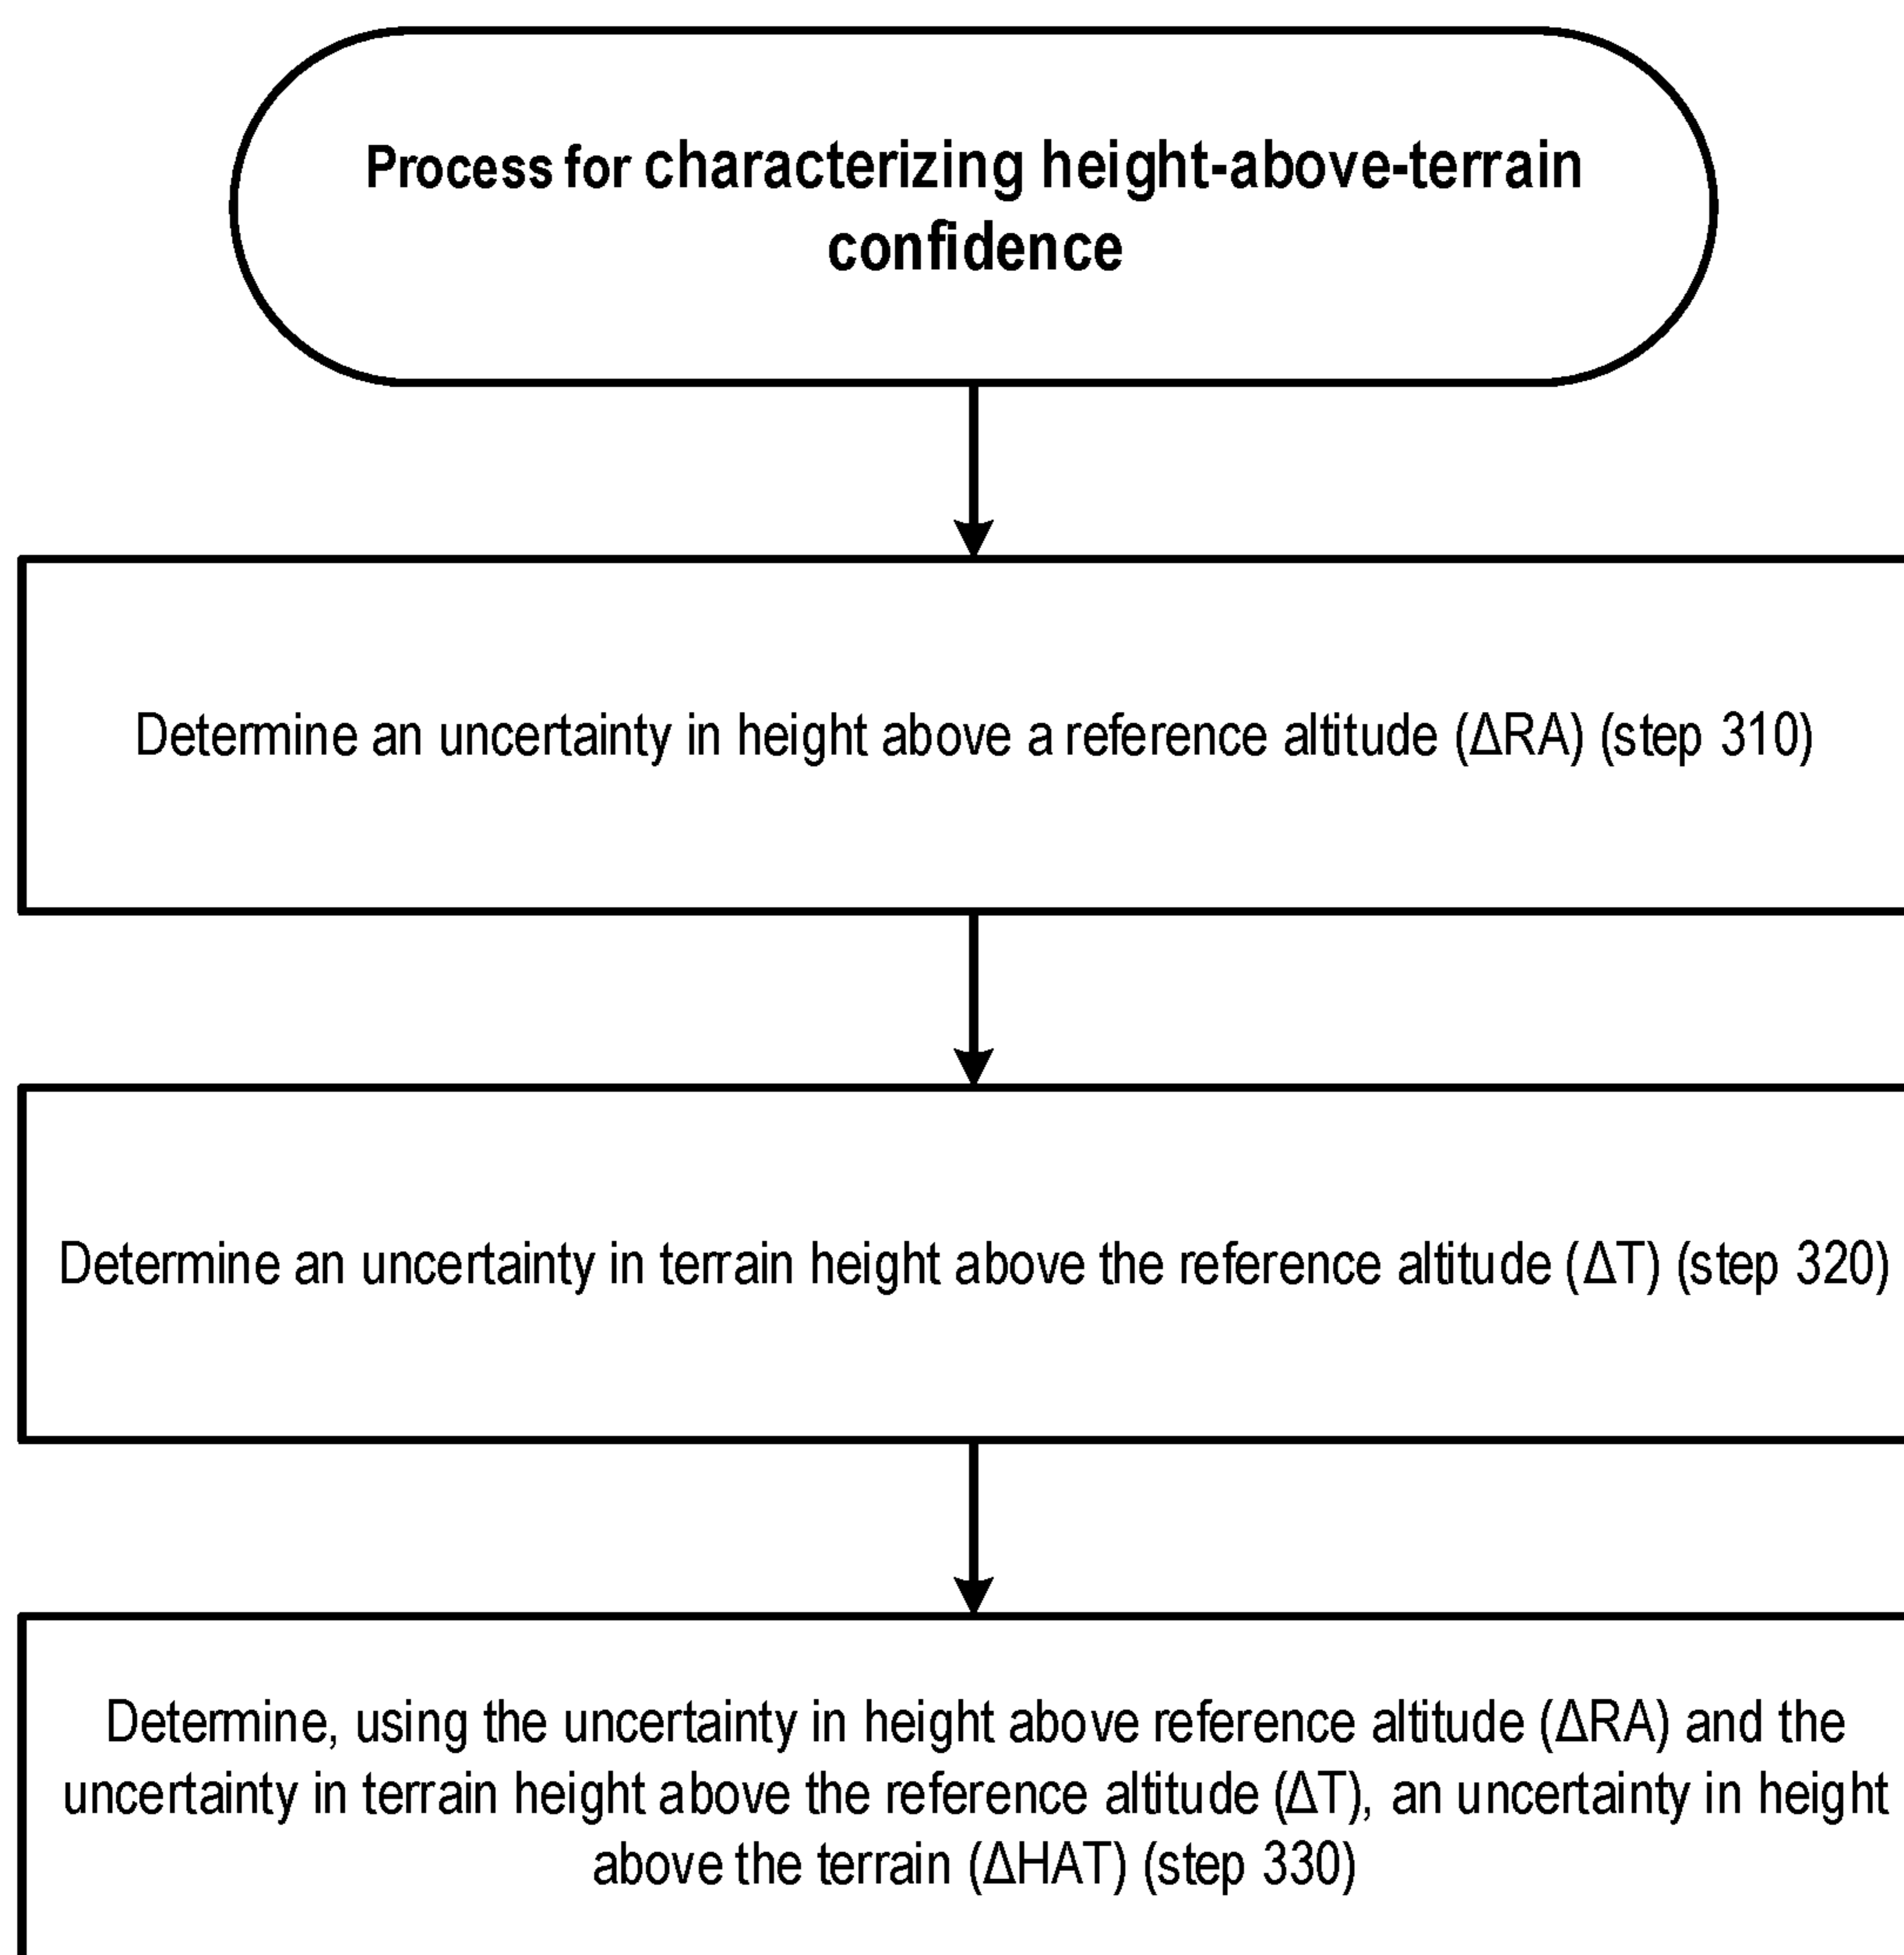 Process for characterizing height-above-terrain
confidence
Determine an uncertainty in height above a reference altitude (ΔRA) (step 310)
Determine an uncertainty in terrain height above the reference altitude (ΔT) (step 320)
Determine, using the uncertainty in height above reference altitude (ΔRA) and the
uncertainty in terrain height above the reference altitude (ΔT), an uncertainty in height
above the terrain (ΔHAT) (step 330)